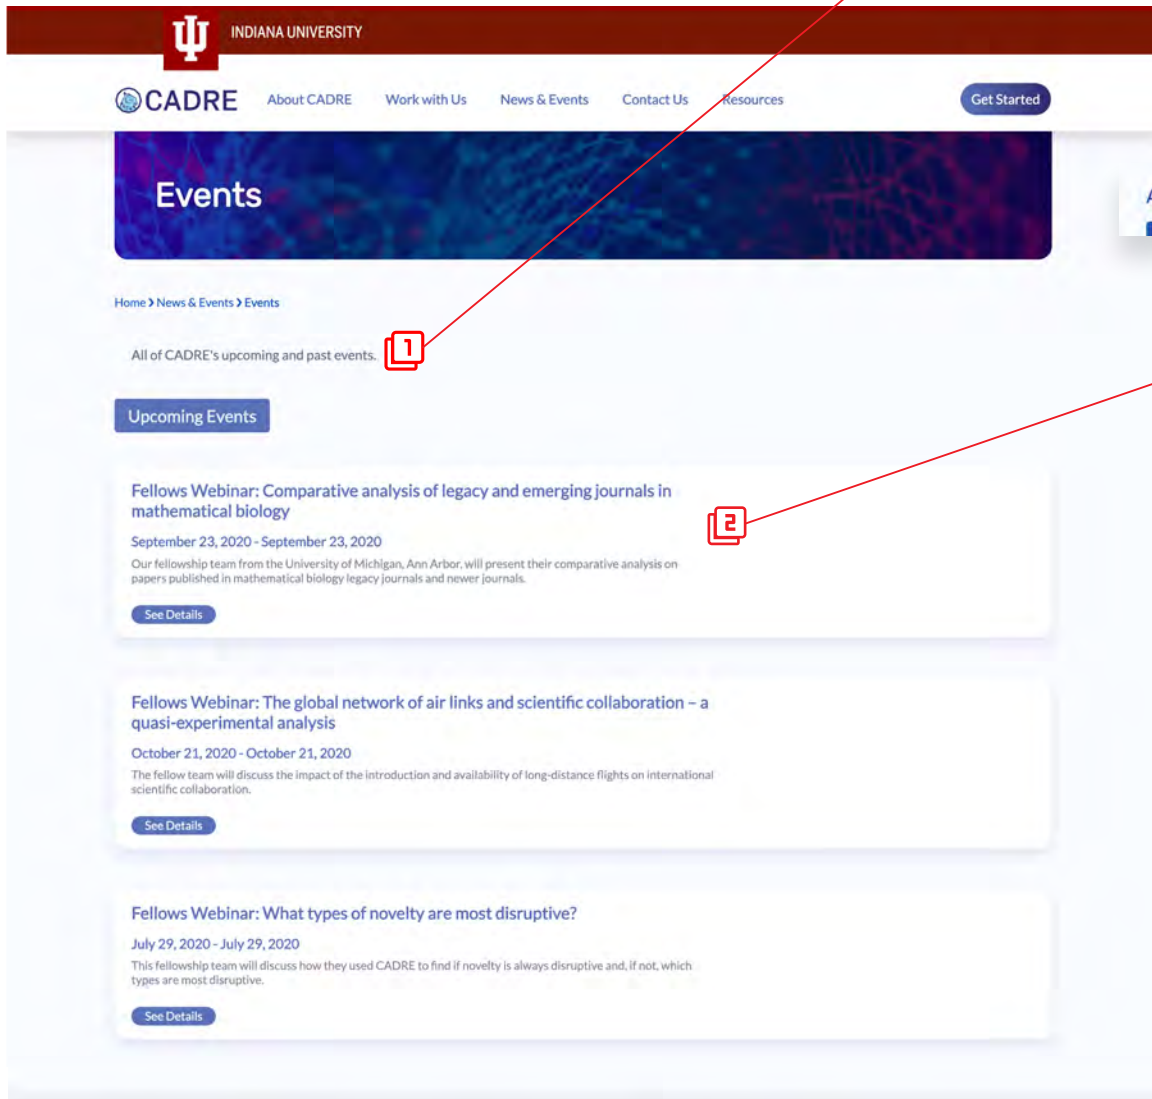 INDIANA UNIVERSITY
CADRE
About CADRE
Work with Us
News & Events
Contact Us
Resources
Get Started
Events
Home > News & Events > Events
All of CADRE's upcoming and past events.
1
Upcoming Events
Fellows Webinar: Comparative analysis of legacy and emerging journals in
mathematical biology
2
September 23, 2020 - September 23, 2020
Our fellowship team from the University of Michigan, Ann Arbor, will present their comparative analysis on
papers published in mathematical biology legacy journals and newer journals.
See Details
Fellows Webinar: The global network of air links and scientific collaboration – a
quasi-experimental analysis
October 21, 2020 - October 21, 2020
The fellow team will discuss the impact of the introduction and availability of long-distance flights on international
scientific collaboration.
See Details
Fellows Webinar: What types of novelty are most disruptive?
July 29, 2020 - July 29, 2020
This fellowship team will discuss how they used CADRE to find if novelty is always disruptive and, if not, which
types are most disruptive.
See Details